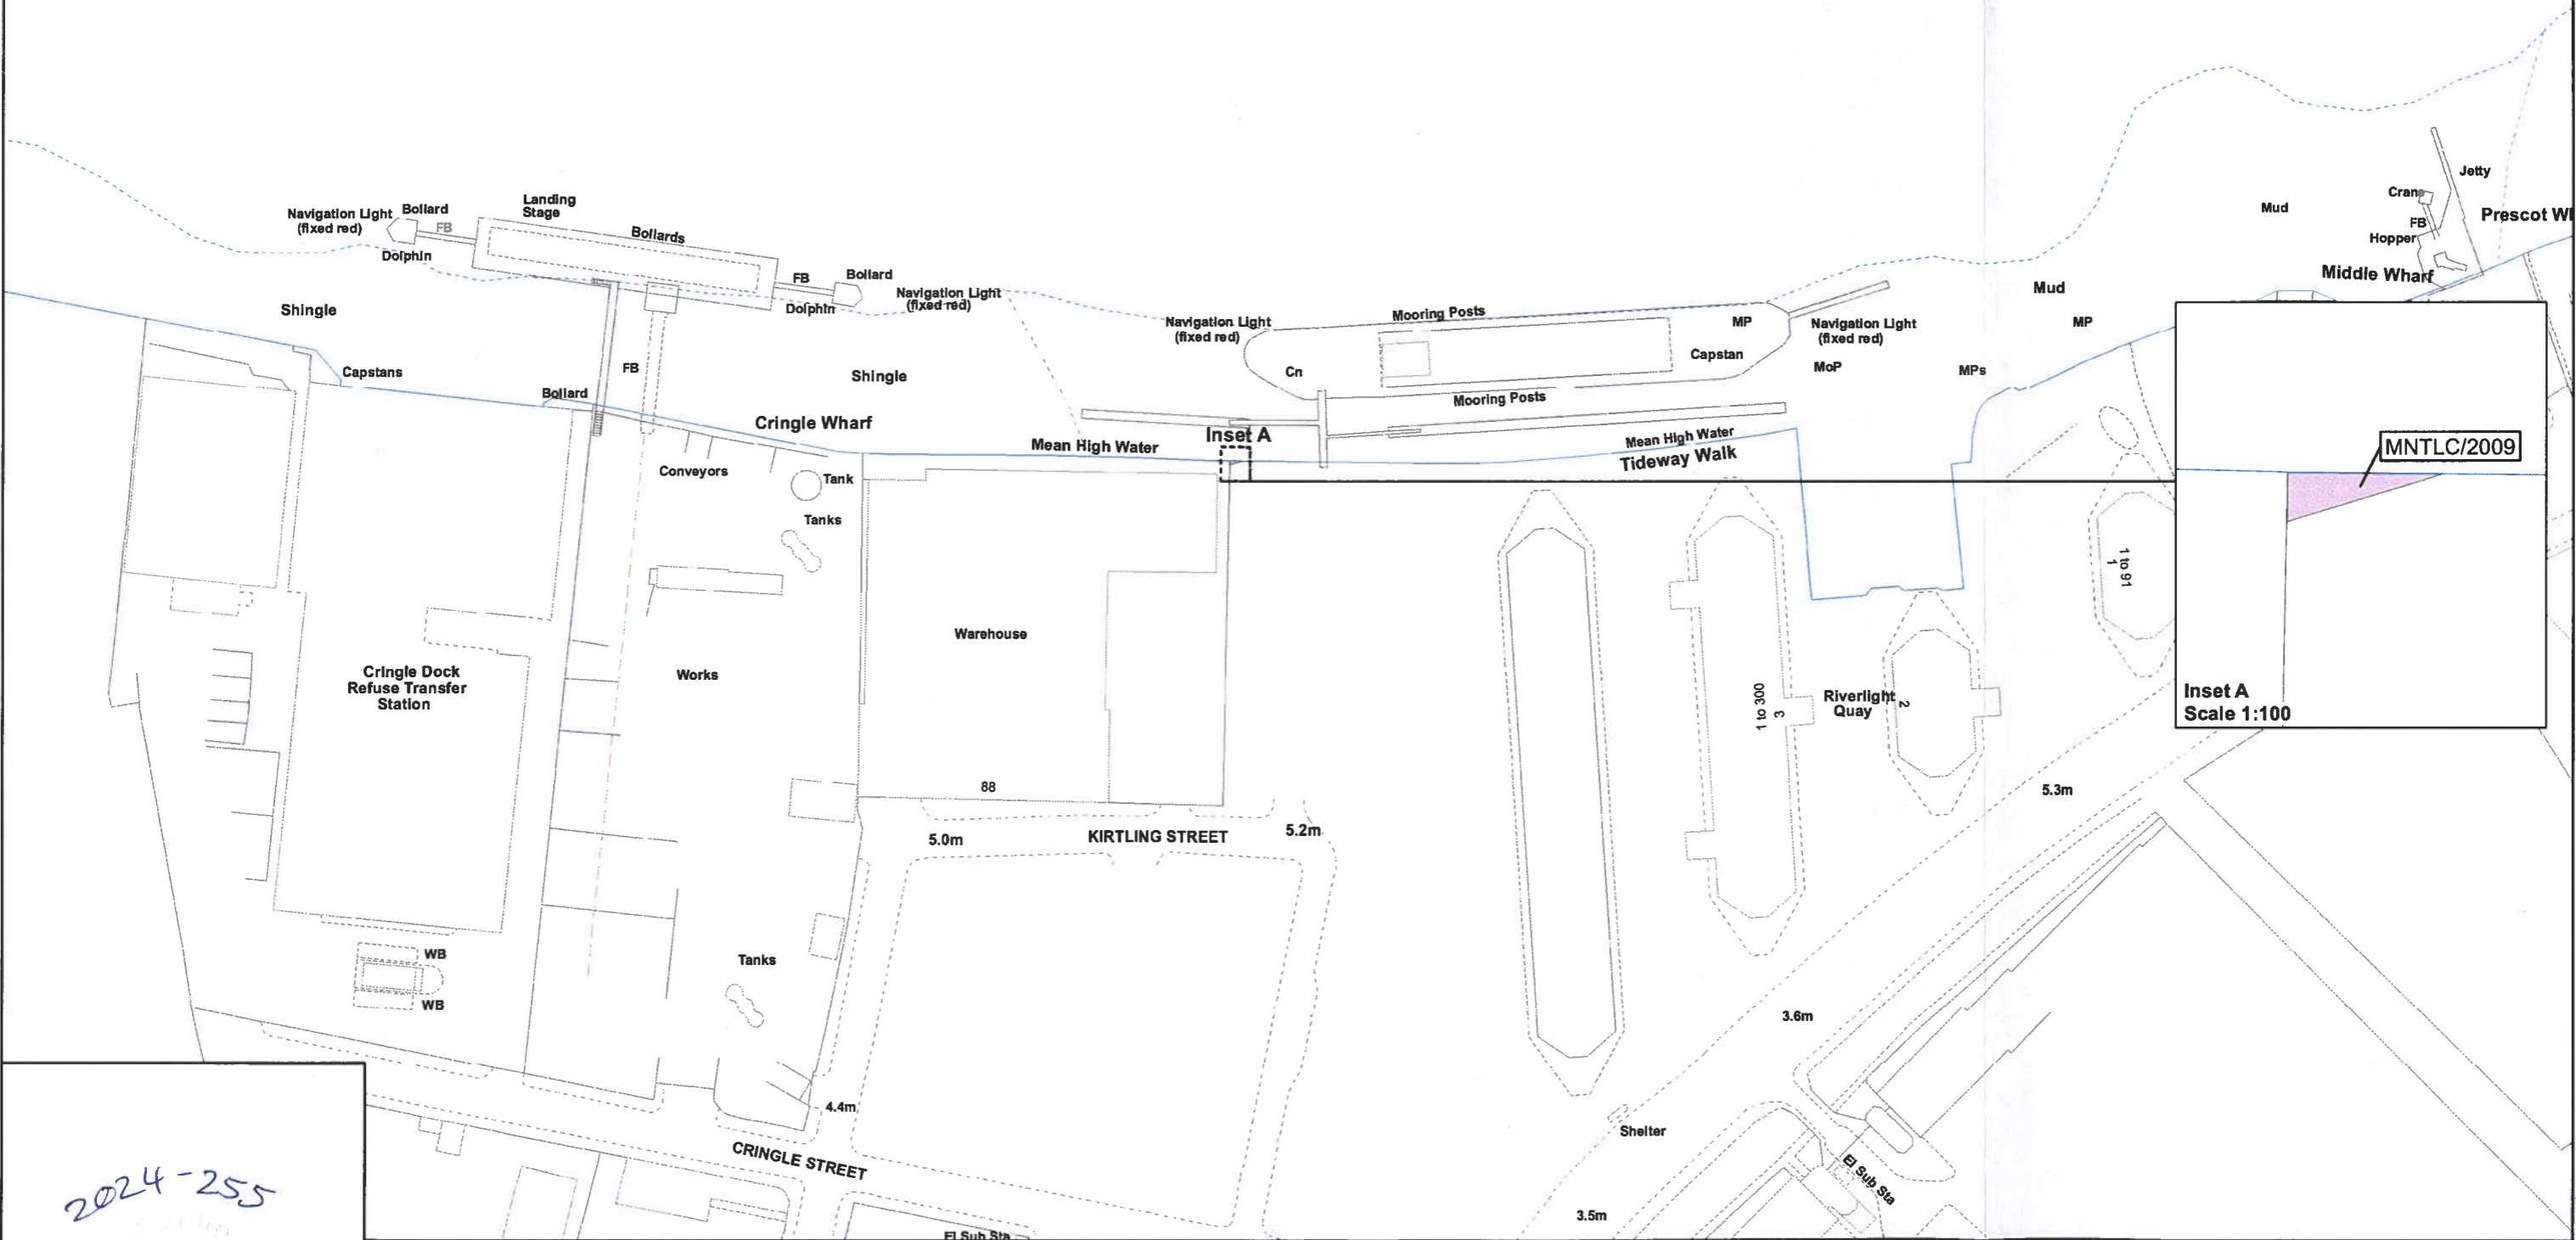 Jetty
Crane
Mud
Prescot Wh
FB
Hopper
Middle Wharf
Landing
Stage
Navigation Light
(fixed red)
Bollard
FB
Bollards
Dolphin
FB
Bollard
Navigation Light
(fixed red)
Dolphin
Shingle
Capstans
FB
Bollard
Shingle
Cringle Wharf
Navigation Light
(fixed red)
Mooring Posts
MP
Navigation Light
(fixed red)
Mud
MP
Cn
Capstan
MoP
MPs
Mooring Posts
Mean High Water
Inset A
Mean High Water
Tideway Walk
MNTLC/2009
Conveyors
Tank
Tanks
1 to 91
1
Warehouse
Works
Cringle Dock
Refuse Transfer
Station
1 to 300
3
Riverlight
Quay
2
Inset A
Scale 1:100
88
5.3m
5.0m
KIRTLING STREET
5.2m
WB
WB
Tanks
3.6m
4.4m
Shelter
CRINGLE STREET
El Sub Sta
2024-255
3.5m
El Sub Sta